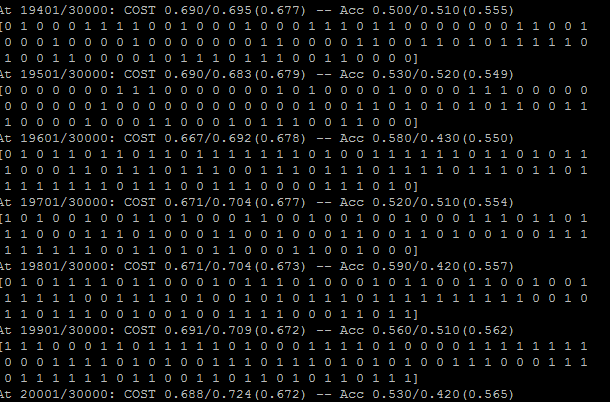 At 19401/30000: COST 0.690/0.695(0.677) -- Acc 0.500/0.510(0.555)
[0 1 0 0 0 1 1 1 1 0 0 1 0 0 0 1 0 0 0 1 1 1 0 1 1 0 0 0 0 0 0 0 1 1 0 0 1
1 0 0 0 1 0 0 0 0 1 0 0 0 1 0 0 0 0 0 0 0 0 1 1 0 0 1 1 0 1 0 1 1 1 1 1 0
1 0 0 0 1 1 0 0 0 0 1 0 1 1 1 0 1 1 1 0 0 1 1 0 0 0 0]
At 19501/30000: COST 0.690/0.683(0.679) -- Acc 0.530/0.520(0.549)
[0 0 0 0 0 0 0 1 1 1 0 0 0 0 0 0 0 0 0 1 0 1 0 0 0 0 1 0 0 0 0 1 1 1 0 0 0 0 0
0 0 0 0 0 0 0 0 1 0 1 0 0 0 0 0 0 0 0 1 0 1 1 0 1 0 1 0 1 0 1 1 0 0 1 1
1 0 1 0 0 0 0 1 0 0 0 1 1 0 0 0 1 0 1 1 1 0 0 1 1 0 0 0]
At 19601/30000: COST 0.667/0.692(0.678) -- Acc 0.580/0.430(0.550)
[0 1 0 1 1 0 1 1 0 1 1 0 1 1 1 1 1 1 1 0 1 0 0 1 1 1 1 1 1 0 1 1 0 1 0 1 1
1 0 0 1 0 1 0 0 1 0 0 0 1 1 0 1 0 1 1 0 1 0 1 1 1 0 1 1 1 1 0 1 1 0 1 1
1 1 1 1 1 1 1 0 1 1 1 0 0 1 1 1 0 0 0 0 1 1 1 0 1 0]
At 19701/30000: COST 0.671/0.704(0.677) -- Acc 0.520/0.510(0.554)
[1 0 1 0 0 1 0 0 1 0 1 0 0 0 1 1 0 0 1 0 0 1 0 0 1 0 0 0 1 1 1 0 1 1 0 1
1 1 0 0 0 1 0 1 1 0 0 1 0 0 0 0 1 0 0 1 1 0 0 0 1 1 0 1 0 1 0 0 1 1 1
1 1 1 1 1 1 0 0 1 1 0 1 0 1 1 0 0 0 1 1 0 0 1 0 0 0]
At 19801/30000: COST 0.671/0.704(0.673) -- Acc 0.590/0.420(0.557)
[0 1 0 1 1 1 0 1 1 0 1 0 0 1 0 1 1 0 1 0 0 0 1 0 1 1 0 0 1 1 0 0 1 0 0 1
1 1 1 1 1 0 0 1 1 1 0 1 0 1 0 1 1 1 0 1 0 1 1 1 1 1 1 1 1 1 1 0 0 1 0
1 0 1 0 1 1 1 0 0 1 1 0 1 0 0 1 0 0 0 0 1 1 1 0 1 1]
At 19901/30000: COST 0.691/0.709(0.672) -- Acc 0.560/0.510(0.562)
[1 1 1 0 0 0 1 1 0 1 1 1 1 0 1 0 0 0 1 1 1 1 0 1 0 0 0 0 1 1 1 1 1 1 1 1
0 0 0 0 1 1 1 1 0 1 0 0 1 1 1 0 1 1 1 0 1 0 1 0 1 0 0 1 1 1 0 0 0 1 1 1
0 1 1 1 1 1 1 0 1 1 0 0 1 1 0 1 1 0 1 0 1 1 0 1 1 1]
At 20001/30000: COST 0.688/0.724(0.672) -- Acc 0.530/0.420(0.565)